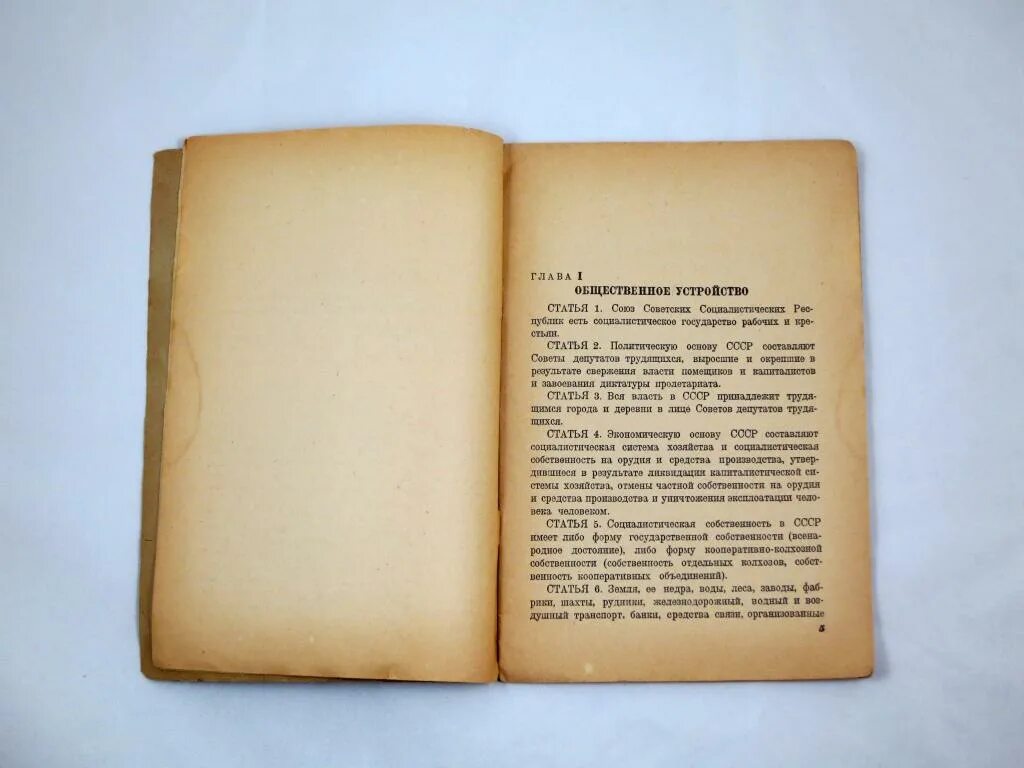 ГЛАВА I
ОБЩЕСТВЕННОЕ УСТРОЙСТВО
СТАТЬЯ 1. Союз Советских Социалистических Рес-
публик есть социалистическое государство рабочих и кре-
стьян.
СТАТЬЯ 2. Политическую основу СССР составляют
Советы депутатов трудящихся, выросшие и окрепшие в
результате свержения власти помещиков и капиталистов
и завоевания диктатуры пролетариата.
СТАТЬЯ 3. Вся власть в СССР принадлежит трудя-
щимся города и деревни в лице Советов депутатов трудя-
щихся.
СТАТЬЯ 4. Экономическую основу СССР составляют
социалистическая система хозяйства и социалистическая
собственность на орудия и средства производства, утвер-
дившиеся в результате ликвидации капиталистической си-
стемы хозяйства, отмены частной собственности на орудия
и средства производства и уничтожения эксплоатации чело-
века человеком.
СТАТЬЯ 5. Социалистическая собственность в СССР
имеет либо форму государственной собственности (всена-
родное достояние), либо форму кооперативно-колхозной
собственности (собственность отдельных колхозов, собст-
венность кооперативных объединений).
СТАТЬЯ 6. Земля, ее недра, воды, леса, заводы, фаб-
рики, шахты, рудники, железнодорожный, водный и воз-
душный транспорт, банки, средства связи, организованные
5